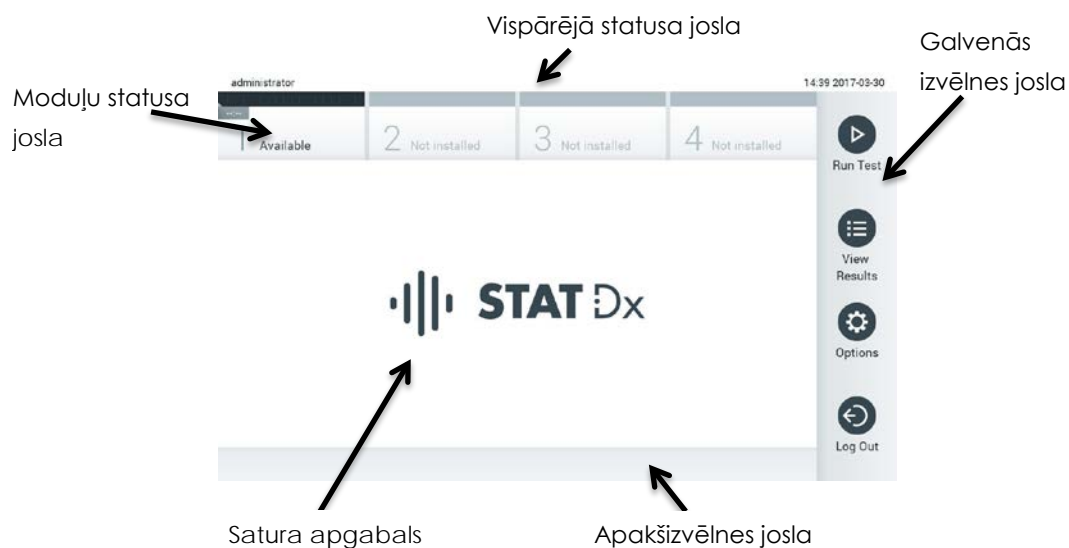 Vispārējā statusa josla
Galvenās
izvēlnes josla
Moduļu statusa
josla
administrator
14:39 2017-03-30
--:--
1 Available
2 Not installed
3 Not installed
4 Not installed
Run Test
View
Results
Options
Log Out
STAT Dx
Satura apgabals
Apakšizvēlnes josla